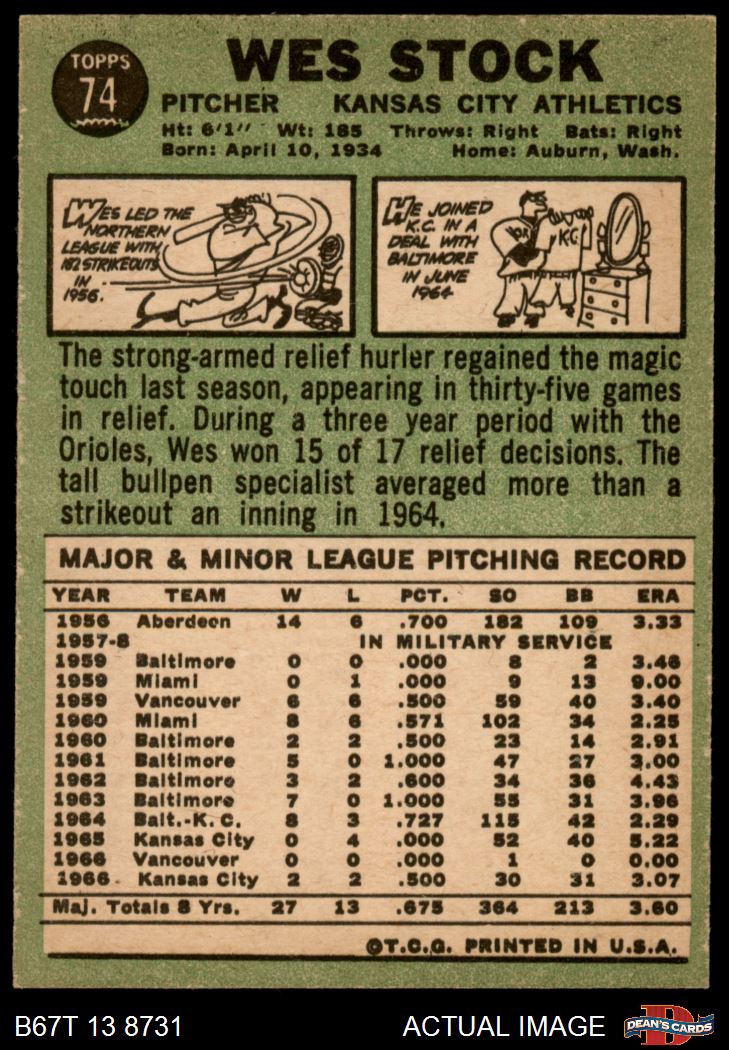 TOPPS
74
WES STOCK
PITCHER KANSAS CITY ATHLETICS
Ht: 6'1" Wt: 185 Throws: Right Bats: Right
Born: April 10, 1934 Home: Auburn, Wash.
WES LED THE
NORTHERN
LEAGUE WITH
182 STRIKEOUTS
IN
1956.
HE JOINED
K.C. IN A
DEAL WITH
BALTIMORE
IN JUNE
1964
K.C.
The strong-armed relief hurler regained the magic
touch last season, appearing in thirty-five games
in relief. During a three year period with the
Orioles, Wes won 15 of 17 relief decisions. The
tall bullpen specialist averaged more than a
strikeout an inning in 1964.
MAJOR & MINOR LEAGUE PITCHING RECORD
YEAR TEAM W L PCT. SO BB ERA
1956 Aberdeen 14 6 .700 182 109 3.33
1957-8 IN MILITARY SERVICE
1959 Baltimore 0 0 .000 8 2 3.46
1959 Miami 0 1 .000 9 13 9.00
1959 Vancouver 6 6 .500 59 40 3.40
1960 Miami 8 6 .571 102 34 2.25
1960 Baltimore 2 2 .500 23 14 2.91
1961 Baltimore 5 0 1.000 47 27 3.00
1962 Baltimore 3 2 .600 34 36 4.43
1963 Baltimore 7 0 1.000 55 31 3.96
1964 Balt.-K. C. 8 3 .727 115 42 2.29
1965 Kansas City 0 4 .000 52 40 5.22
1966 Vancouver 0 0 .000 1 0 0.00
1966 Kansas City 2 2 .500 30 31 3.07
Maj. Totals 8 Yrs. 27 13 .675 364 213 3.60
©T.C.G. PRINTED IN U.S.A.
B67T 13 8731 ACTUAL IMAGE
D
DEAN'S CARDS